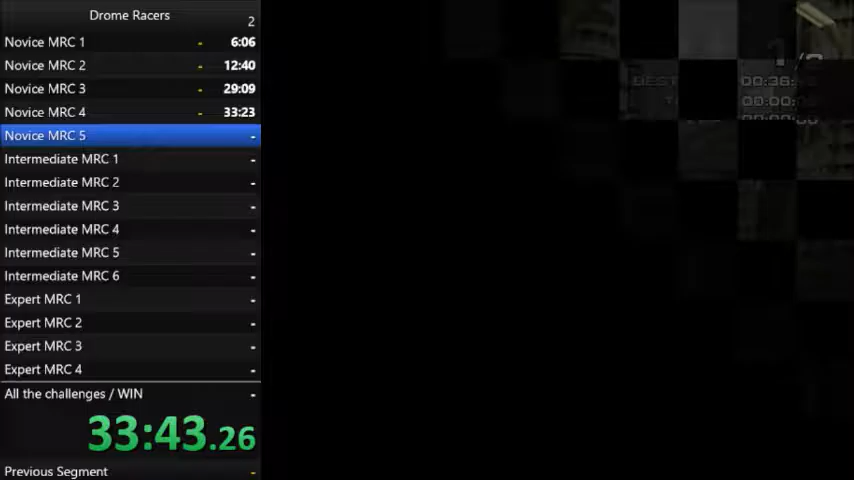 Drome Racers
2
Novice MRC 1 - 6:06
Novice MRC 2 - 12:40
Novice MRC 3 - 29:09
Novice MRC 4 - 33:23
Novice MRC 5 -
Intermediate MRC 1 -
Intermediate MRC 2 -
Intermediate MRC 3 -
Intermediate MRC 4 -
Intermediate MRC 5 -
Intermediate MRC 6 -
Expert MRC 1 -
Expert MRC 2 -
Expert MRC 3 -
Expert MRC 4 -
All the challenges / WIN -
33:43.26
Previous Segment -
BEST